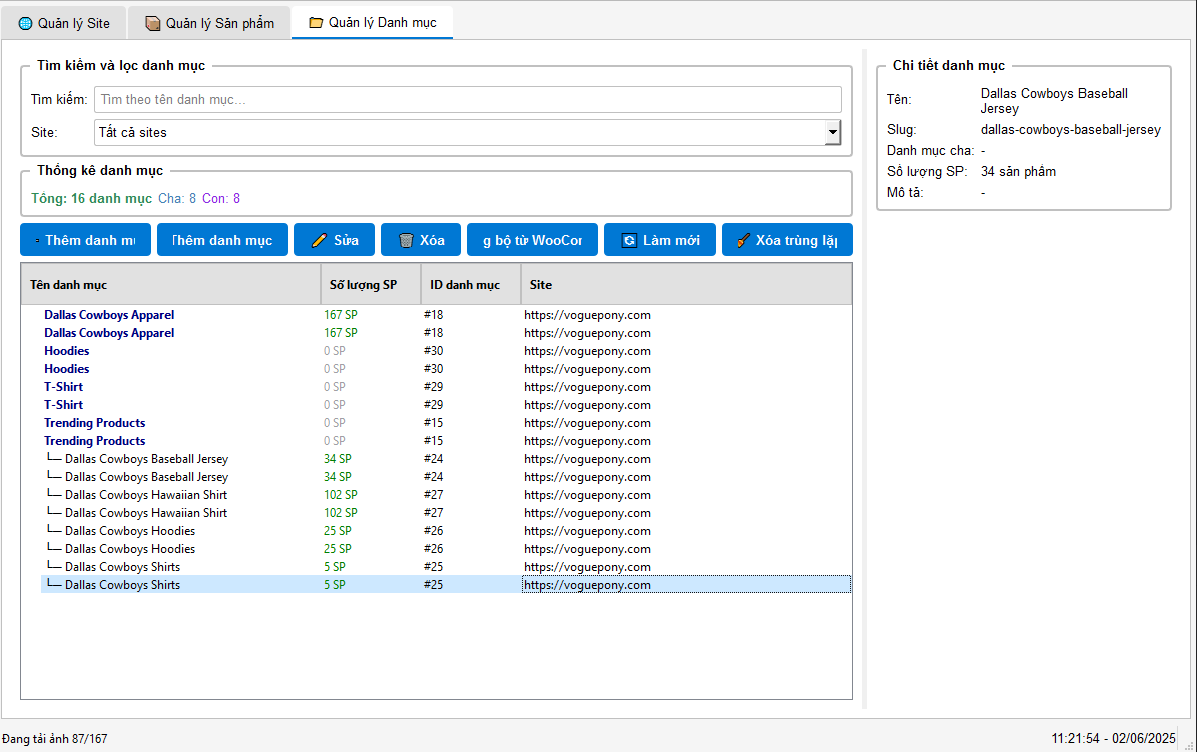 Quản lý Site Quản lý Sản phẩm Quản lý Danh mục
Tìm kiếm và lọc danh mục
Tìm kiếm: Tìm theo tên danh mục...
Site: Tất cả sites
Thống kê danh mục
Tổng: 16 danh mục Cha: 8 Con: 8
Thêm danh mụ Thêm danh mục Sửa Xóa g bộ từ WooCor Làm mới Xóa trùng lặp
Tên danh mục Số lượng SP ID danh mục Site
Dallas Cowboys Apparel 167 SP #18 https://voguepony.com
Dallas Cowboys Apparel 167 SP #18 https://voguepony.com
Hoodies 0 SP #30 https://voguepony.com
Hoodies 0 SP #30 https://voguepony.com
T-Shirt 0 SP #29 https://voguepony.com
T-Shirt 0 SP #29 https://voguepony.com
Trending Products 0 SP #15 https://voguepony.com
Trending Products 0 SP #15 https://voguepony.com
└─ Dallas Cowboys Baseball Jersey 34 SP #24 https://voguepony.com
└─ Dallas Cowboys Baseball Jersey 34 SP #24 https://voguepony.com
└─ Dallas Cowboys Hawaiian Shirt 102 SP #27 https://voguepony.com
└─ Dallas Cowboys Hawaiian Shirt 102 SP #27 https://voguepony.com
└─ Dallas Cowboys Hoodies 25 SP #26 https://voguepony.com
└─ Dallas Cowboys Hoodies 25 SP #26 https://voguepony.com
└─ Dallas Cowboys Shirts 5 SP #25 https://voguepony.com
└─ Dallas Cowboys Shirts 5 SP #25 https://voguepony.com
Chi tiết danh mục
Tên: Dallas Cowboys Baseball
Jersey
Slug: dallas-cowboys-baseball-jersey
Danh mục cha: -
Số lượng SP: 34 sản phẩm
Mô tả: -
Đang tải ảnh 87/167 11:21:54 - 02/06/2025